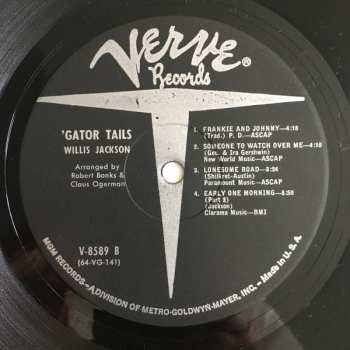 Verve®
Records
'GATOR TAILS
WILLIS JACKSON
Arranged by
Robert Banks &
Claus Ogerman
V-8589 B
(64-VG-141)
1. FRANKIE AND JOHNNY—4:18
(Trad.) P. D.—ASCAP
2. SOMEONE TO WATCH OVER ME—4:18
(Geo. & Ira Gershwin)
New World Music—ASCAP
3. LONESOME ROAD—8:24
(Shilkret-Austin)
Paramount Music—ASCAP
4. EARLY ONE MORNING—8:50
(Part 2)
(Jackson)
Clarama Music—BMI
MGM RECORDS—A DIVISION OF METRO-GOLDWYN-MAYER, INC.—Made in U.S.A.